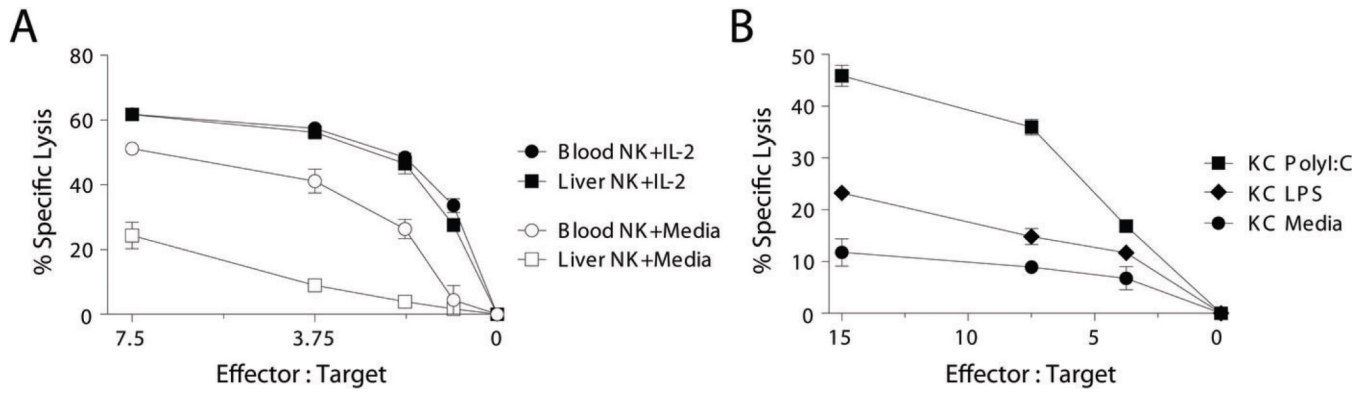 A
% Specific Lysis
80
60
40
20
0
7.5
3.75
0
Effector : Target
Blood NK+IL-2
Liver NK+IL-2
Blood NK+Media
Liver NK+Media
B
% Specific Lysis
50
40
30
20
10
0
15
10
5
0
Effector : Target
KC PolyI:C
KC LPS
KC Media